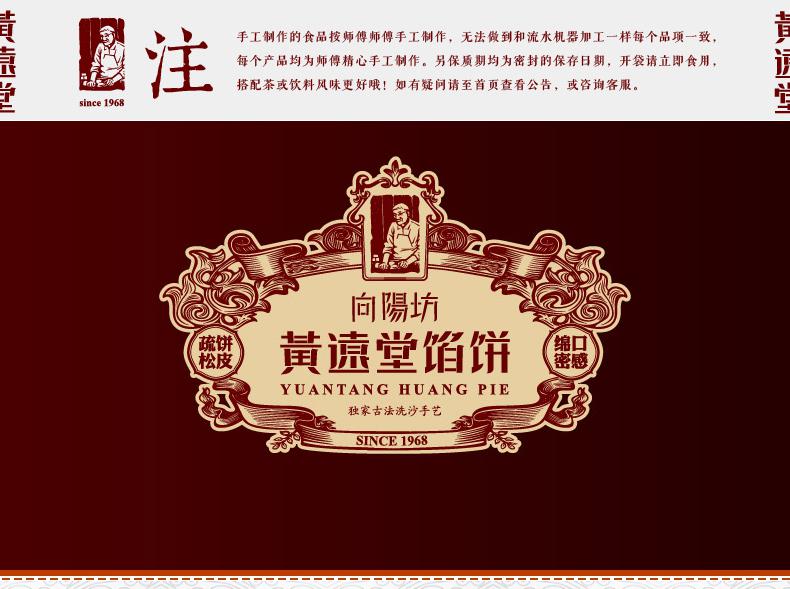 黃遠堂
since 1968
注
手工制作的食品按师傅师傅手工制作，无法做到和流水机器加工一样每个品项一致，
每个产品均为师傅精心手工制作。另保质期均为密封的保存日期，开袋请立即食用，
搭配茶或饮料风味更好哦！如有疑问请至首页查看公告，或咨询客服。
黃遠堂
向陽坊
黃遠堂馅饼
疏饼
松皮
绵口
密感
YUANTANG HUANG PIE
独家古法洗沙手艺
SINCE 1968